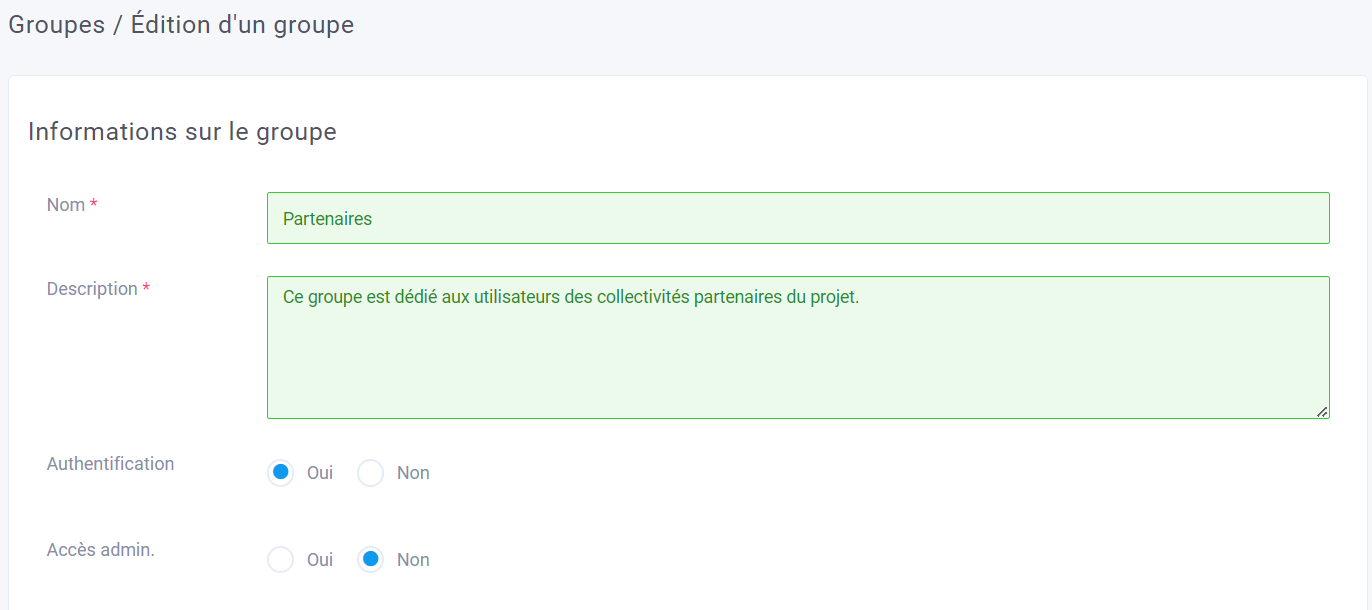 Groupes / Édition d'un groupe
Informations sur le groupe
Nom *
Partenaires
Description *
Ce groupe est dédié aux utilisateurs des collectivités partenaires du projet.
Authentification
Oui Non
Accès admin.
Oui Non